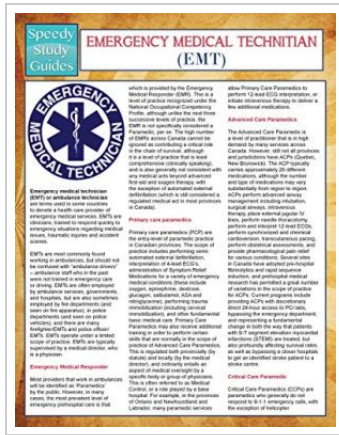 Speedy
Study
Guides
EMERGENCY MEDICAL TECHNITIAN
(EMT)
EMERGENCY
MEDICAL TECHNICIAN
Emergency medical technician
(EMT) or ambulance technician
are terms used in some countries
to denote a health care provider of
emergency medical services. EMTs are
clinicians, trained to respond quickly to
emergency situations regarding medical
issues, traumatic injuries and accident
scenes.
EMTs are most commonly found
working in ambulances, but should not
be confused with "ambulance drivers"
– ambulance staff who in the past
were not trained in emergency care
or driving. EMTs are often employed
by ambulance services, governments,
and hospitals, but are also sometimes
employed by fire departments (and
seen on fire apparatus), in police
departments (and seen on police
vehicles), and there are many
firefighter/EMTs and police officer/
EMTs. EMTs operate under a limited
scope of practice. EMTs are typically
supervised by a medical director, who
is a physician.
Emergency Medical Responder
Most providers that work in ambulances
will be identified as 'Paramedics'
by the public. However, in many
cases, the most prevalent level of
emergency prehospital care is that
which is provided by the Emergency
Medical Responder (EMR). This is a
level of practice recognized under the
National Occupational Competency
Profile, although unlike the next three
successive levels of practice, the
EMR is not specifically considered a
Paramedic, per se. The high number
of EMRs across Canada cannot be
ignored as contributing a critical role
in the chain of survival, although
it is a level of practice that is least
comprehensive (clinically speaking),
and is also generally not consistent with
any medical acts beyond advanced
first-aid and oxygen therapy, with
the exception of automated external
defibrillation (which is still considered a
regulated medical act in most provinces
in Canada).
Primary care paramedics
Primary care paramedics (PCP) are
the entry-level of paramedic practice
in Canadian provinces. The scope of
practice includes performing semi-
automated external defibrillation,
interpretation of 4-lead ECG's,
administration of Symptom Relief
Medications for a variety of emergency
medical conditions (these include
oxygen, epinephrine, dextrose,
glucagon, salbutamol, ASA and
nitroglycerine), performing trauma
immobilization (including cervical
immobilization), and other fundamental
basic medical care. Primary Care
Paramedics may also receive additional
training in order to perform certain
skills that are normally in the scope of
practice of Advanced Care Paramedics.
This is regulated both provincially (by
statute) and locally (by the medical
director), and ordinarily entails an
aspect of medical oversight by a
specific body or group of physicians.
This is often referred to as Medical
Control, or a role played by a base
hospital. For example, in the provinces
of Ontario and Newfoundland and
Labrador, many paramedic services
allow Primary Care Paramedics to
perform 12-lead ECG interpretation, or
initiate intravenous therapy to deliver a
few additional medications.
Advanced Care Paramedics
The Advanced Care Paramedic is
a level of practitioner that is in high
demand by many services across
Canada. However, still not all provinces
and jurisdictions have ACPs (Quebec,
New Brunswick). The ACP typically
carries approximately 20 different
medications, although the number
and type of medications may vary
substantially from region to region.
ACPs perform advanced airway
management including intubation,
surgical airways, intravenous
therapy, place external jugular IV
lines, perform needle thoracotomy,
perform and interpret 12-lead ECGs,
perform synchronized and chemical
cardioversion, transcutaneous pacing,
perform obstetrical assessments, and
provide pharmacological pain relief
for various conditions. Several sites
in Canada have adopted pre-hospital
fibrinolytics and rapid sequence
induction, and prehospital medical
research has permitted a great number
of variations in the scope of practice
for ACPs. Current programs include
providing ACPs with discretionary
direct 24-hour access to PCI labs,
bypassing the emergency department,
and representing a fundamental
change in both the way that patients
with S-T segment elevation myocardial
infarctions (STEMI) are treated, but
also profoundly affecting survival rates,
as well as bypassing a closer hospitals
to get an identified stroke patient to a
stroke centre.
Critical Care Paramedic
Critical Care Paramedics (CCPs) are
paramedics who generally do not
respond to 9-1-1 emergency calls, with
the exception of helicopter